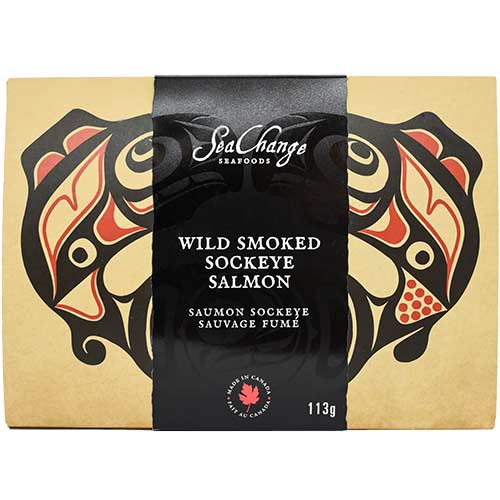 SeaChange
SEAFOODS
WILD SMOKED
SOCKEYE
SALMON
SAUMON SOCKEYE
SAUVAGE FUMÉ
MADE IN CANADA
FAIT AU CANADA
113g